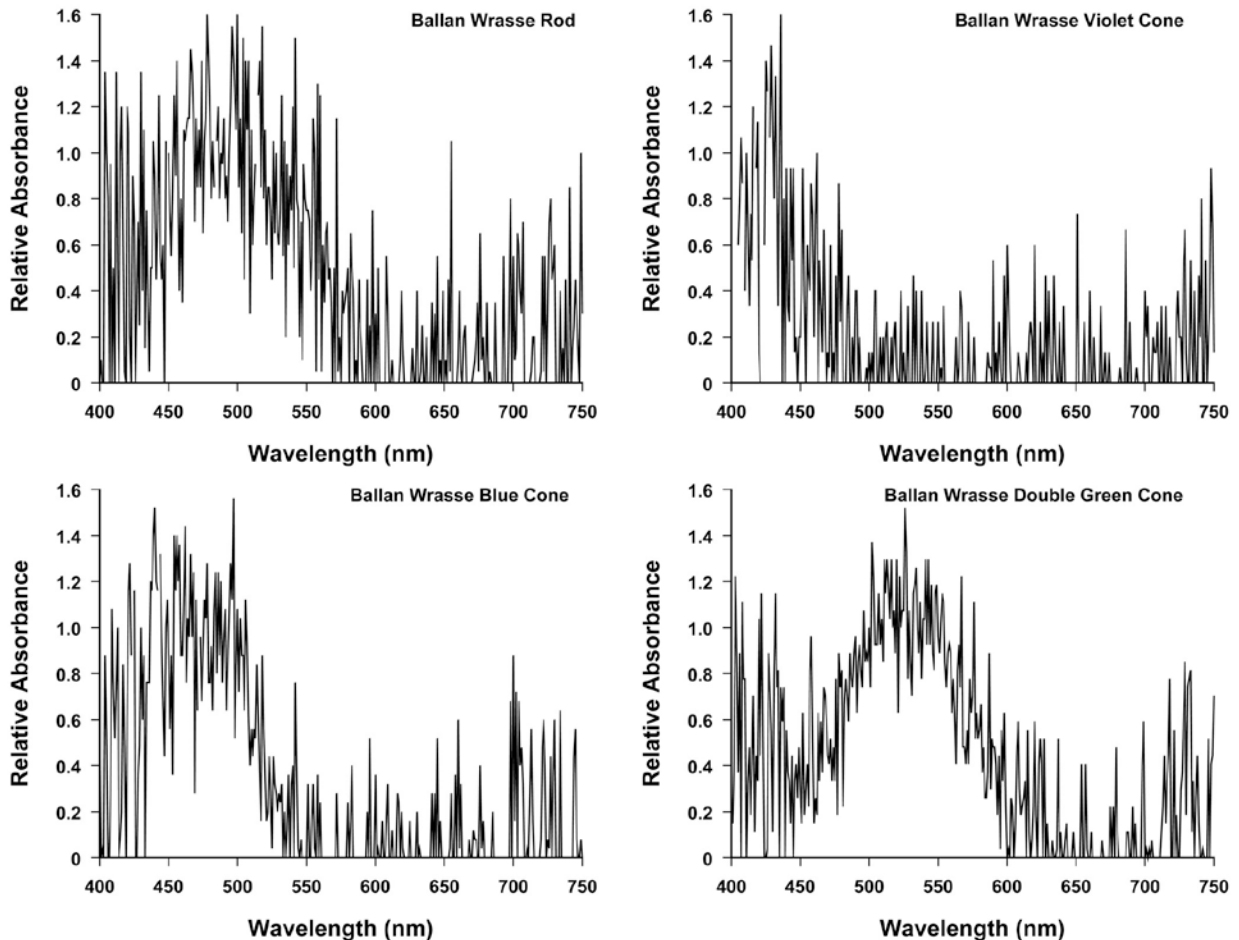 Ballan Wrasse Rod
Relative Absorbance
1.6
1.4
1.2
1.0
0.8
0.6
0.4
0.2
0
400 450 500 550 600 650 700 750
Wavelength (nm)
Ballan Wrasse Violet Cone
Relative Absorbance
1.6
1.4
1.2
1.0
0.8
0.6
0.4
0.2
0
400 450 500 550 600 650 700 750
Wavelength (nm)
Ballan Wrasse Blue Cone
Relative Absorbance
1.6
1.4
1.2
1.0
0.8
0.6
0.4
0.2
0
400 450 500 550 600 650 700 750
Wavelength (nm)
Ballan Wrasse Double Green Cone
Relative Absorbance
1.6
1.4
1.2
1.0
0.8
0.6
0.4
0.2
0
400 450 500 550 600 650 700 750
Wavelength (nm)